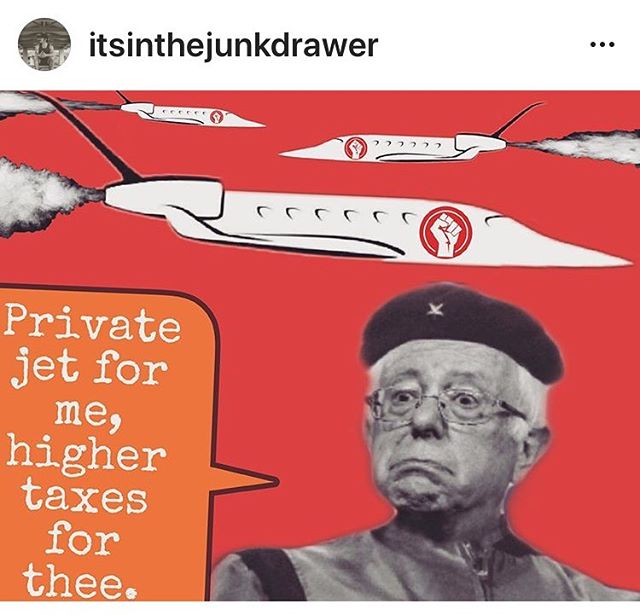 itsinthejunkdrawer
Private
jet for
me,
higher
taxes
for
thee.